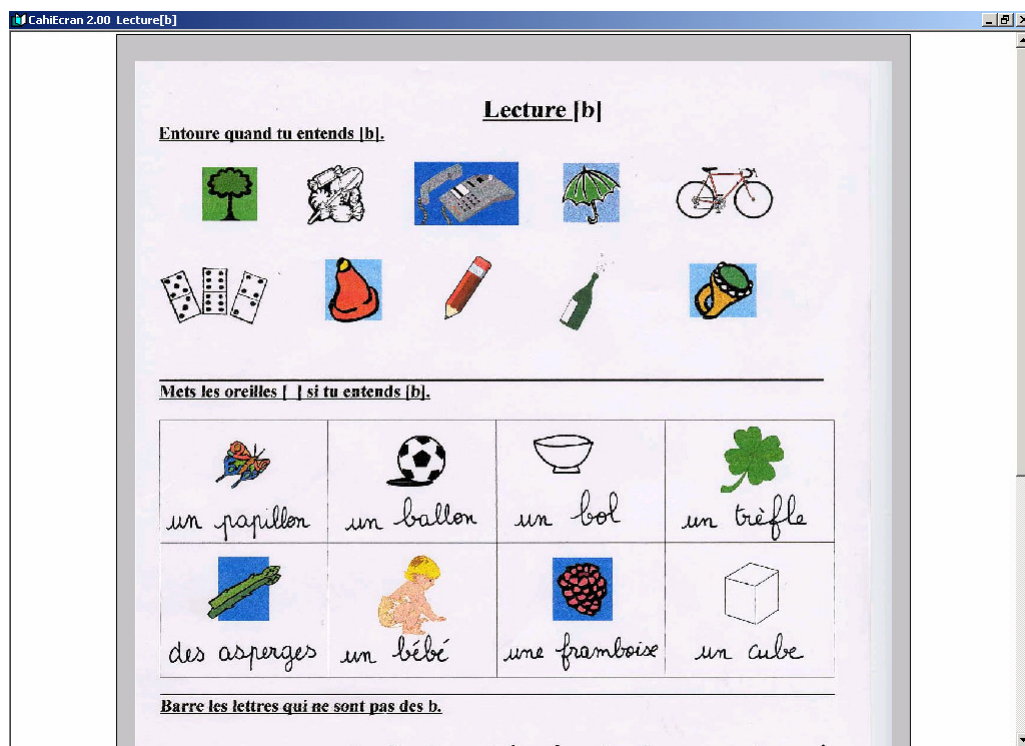 CahiEcran 2.00 Lecture[b]
Lecture [b]
Entoure quand tu entends [b].
Mets les oreilles [ ] si tu entends [b].
un papillon un ballon un bol un trèfle
des asperges un bébé une framboise un cube
Barre les lettres qui ne sont pas des b.